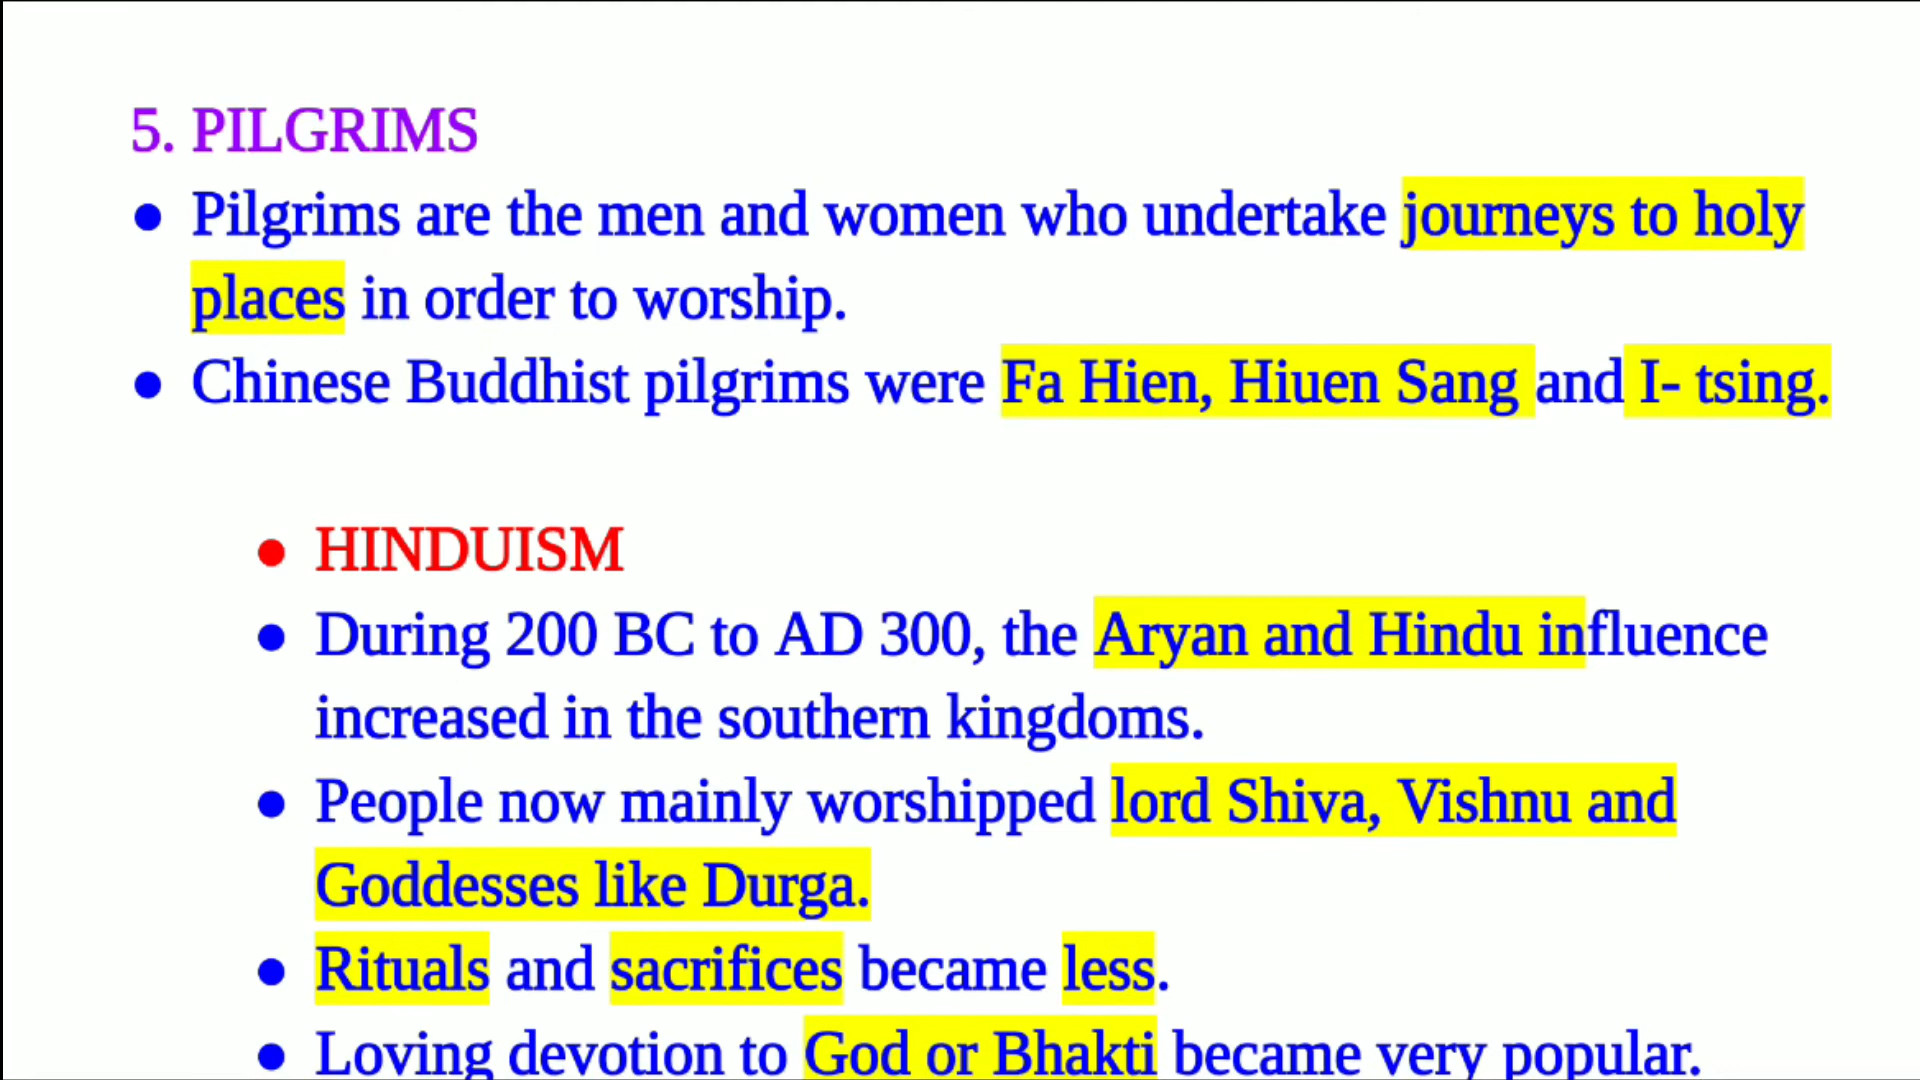 5. PILGRIMS
● Pilgrims are the men and women who undertake journeys to holy
places in order to worship.
● Chinese Buddhist pilgrims were Fa Hien, Hiuen Sang and I- tsing.
● HINDUISM
● During 200 BC to AD 300, the Aryan and Hindu influence
increased in the southern kingdoms.
● People now mainly worshipped lord Shiva, Vishnu and
Goddesses like Durga.
● Rituals and sacrifices became less.
● Loving devotion to God or Bhakti became very popular.